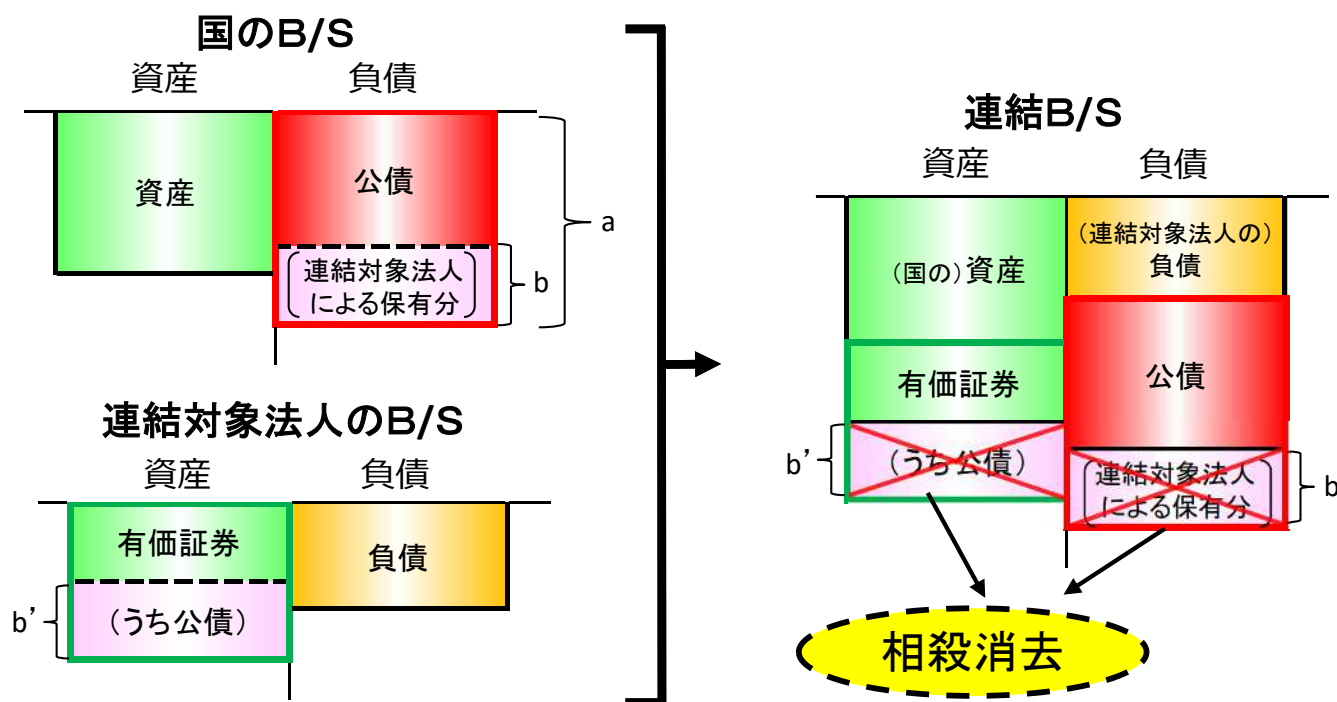 国のB/S
資産 負債
資産
公債
連結対象法人
による保有分
b
a
連結対象法人のB/S
資産 負債
有価証券
(うち公債)
b’
負債
連結B/S
資産 負債
(国の)資産
(連結対象法人の)
負債
有価証券
公債
b’
(うち公債)
連結対象法人
による保有分
b
相殺消去